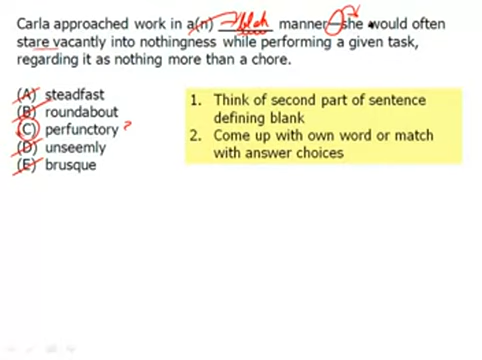 Carla approached work in a(n) blah manner—she would often
stare vacantly into nothingness while performing a given task,
regarding it as nothing more than a chore.
(A) steadfast
(B) roundabout
(C) perfunctory ?
(D) unseemly
(E) brusque
1. Think of second part of sentence
defining blank
2. Come up with own word or match
with answer choices